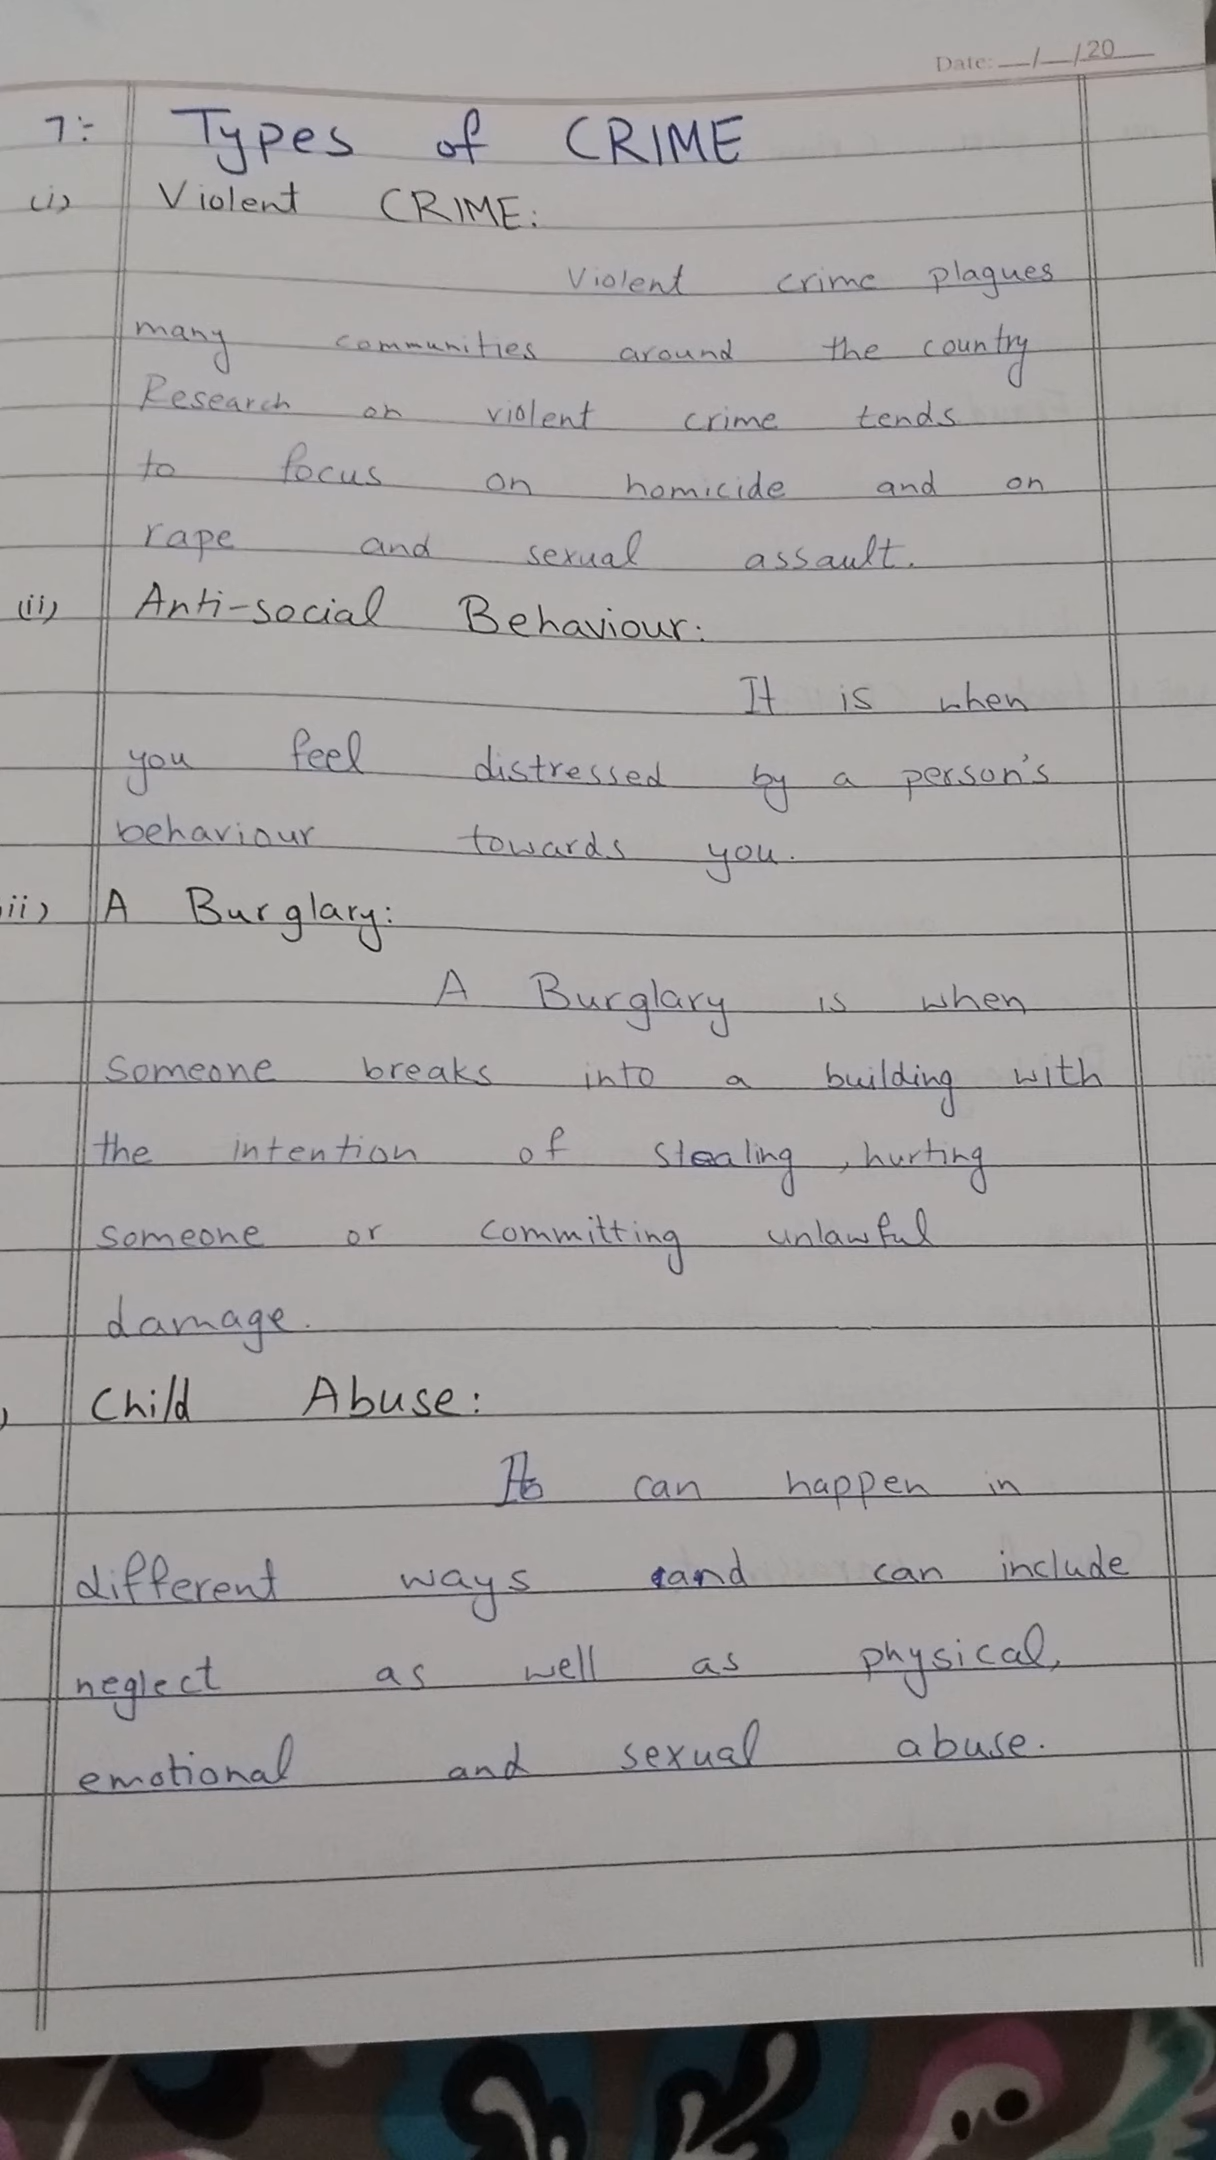 Date: __/__/20__
7:- Types of CRIME
(i) Violent CRIME:
Violent crime plagues
many communities around the country
Research on violent crime tends
to focus on homicide and on
rape and sexual assault.
(ii) Anti-social Behaviour:
It is when
you feel distressed by a person's
behaviour towards you.
ii) A Burglary:
A Burglary is when
someone breaks into a building with
the intention of stealing, hurting
someone or committing unlawful
damage.
) Child Abuse:
It can happen in
different ways and can include
neglect as well as physical,
emotional and sexual abuse.